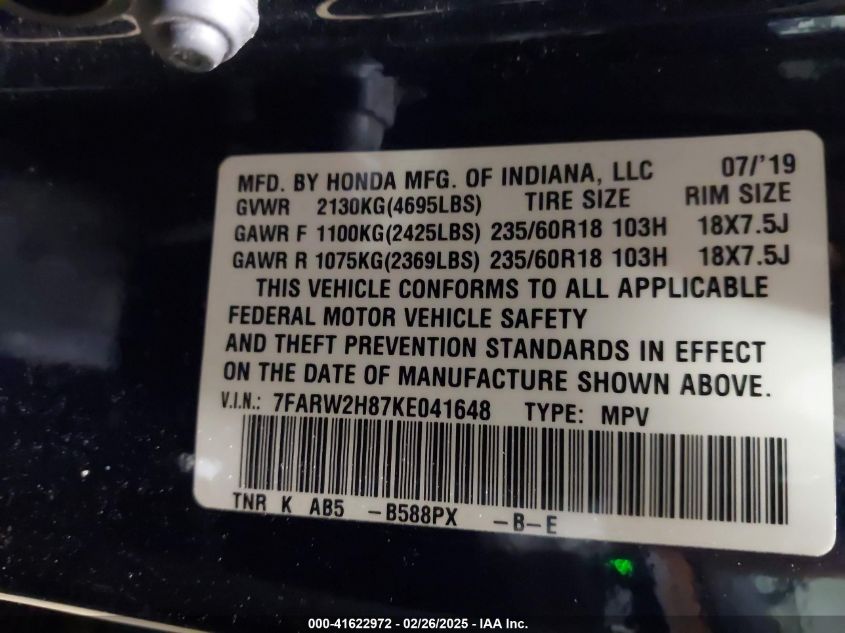 MFD. BY HONDA MFG. OF INDIANA, LLC 07/'19
GVWR 2130KG(4695LBS) TIRE SIZE RIM SIZE
GAWR F 1100KG(2425LBS) 235/60R18 103H 18X7.5J
GAWR R 1075KG(2369LBS) 235/60R18 103H 18X7.5J
THIS VEHICLE CONFORMS TO ALL APPLICABLE
FEDERAL MOTOR VEHICLE SAFETY
AND THEFT PREVENTION STANDARDS IN EFFECT
ON THE DATE OF MANUFACTURE SHOWN ABOVE.
V.I.N.: 7FARW2H87KE041648 TYPE: MPV
TNR K AB5 -B588PX -B-E
000-41622972 - 02/26/2025 - IAA Inc.